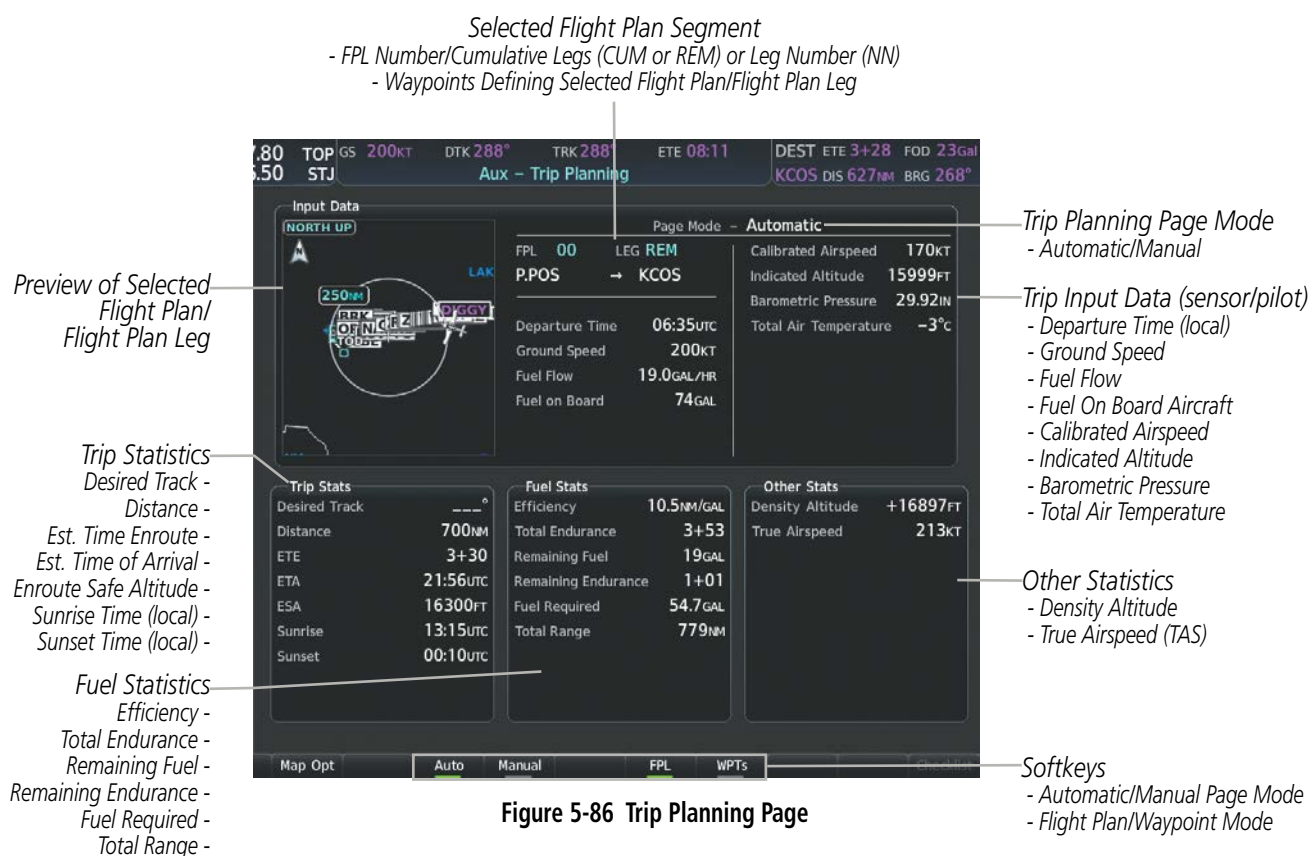 Selected Flight Plan Segment
- FPL Number/Cumulative Legs (CUM or REM) or Leg Number (NN)
- Waypoints Defining Selected Flight Plan/Flight Plan Leg
7.80 TOP
.50 STJ
GS 200KT DTK 288° TRK 288° ETE 08:11
Aux – Trip Planning
DEST ETE 3+28 FOD 23Gal
KCOS DIS 627NM BRG 268°
Input Data
NORTH UP
N
LAK
250NM
DIGGY
Page Mode – Automatic
FPL 00 LEG REM
P.POS → KCOS
Departure Time 06:35UTC
Ground Speed 200KT
Fuel Flow 19.0GAL/HR
Fuel on Board 74GAL
Calibrated Airspeed 170KT
Indicated Altitude 15999FT
Barometric Pressure 29.92IN
Total Air Temperature –3°C
Trip Stats
Desired Track ___°
Distance 700NM
ETE 3+30
ETA 21:56UTC
ESA 16300FT
Sunrise 13:15UTC
Sunset 00:10UTC
Fuel Stats
Efficiency 10.5NM/GAL
Total Endurance 3+53
Remaining Fuel 19GAL
Remaining Endurance 1+01
Fuel Required 54.7GAL
Total Range 779NM
Other Stats
Density Altitude +16897FT
True Airspeed 213KT
Map Opt Auto Manual FPL WPTs Checklist
Preview of Selected
Flight Plan/
Flight Plan Leg
Trip Statistics
Desired Track -
Distance -
Est. Time Enroute -
Est. Time of Arrival -
Enroute Safe Altitude -
Sunrise Time (local) -
Sunset Time (local) -
Fuel Statistics
Efficiency -
Total Endurance -
Remaining Fuel -
Remaining Endurance -
Fuel Required -
Total Range -
Trip Planning Page Mode
- Automatic/Manual
Trip Input Data (sensor/pilot)
- Departure Time (local)
- Ground Speed
- Fuel Flow
- Fuel On Board Aircraft
- Calibrated Airspeed
- Indicated Altitude
- Barometric Pressure
- Total Air Temperature
Other Statistics
- Density Altitude
- True Airspeed (TAS)
Softkeys
- Automatic/Manual Page Mode
- Flight Plan/Waypoint Mode
Figure 5-86 Trip Planning Page